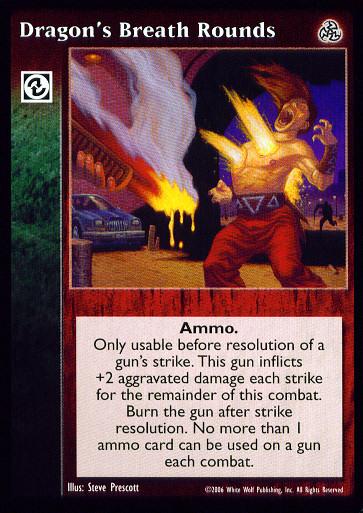 Dragon's Breath Rounds
Ammo.
Only usable before resolution of a
gun's strike. This gun inflicts
+2 aggravated damage each strike
for the remainder of this combat.
Burn the gun after strike
resolution. No more than 1
ammo card can be used on a gun
each combat.
Illus: Steve Prescott
©2006 White Wolf Publishing, Inc. All Rights Reserved